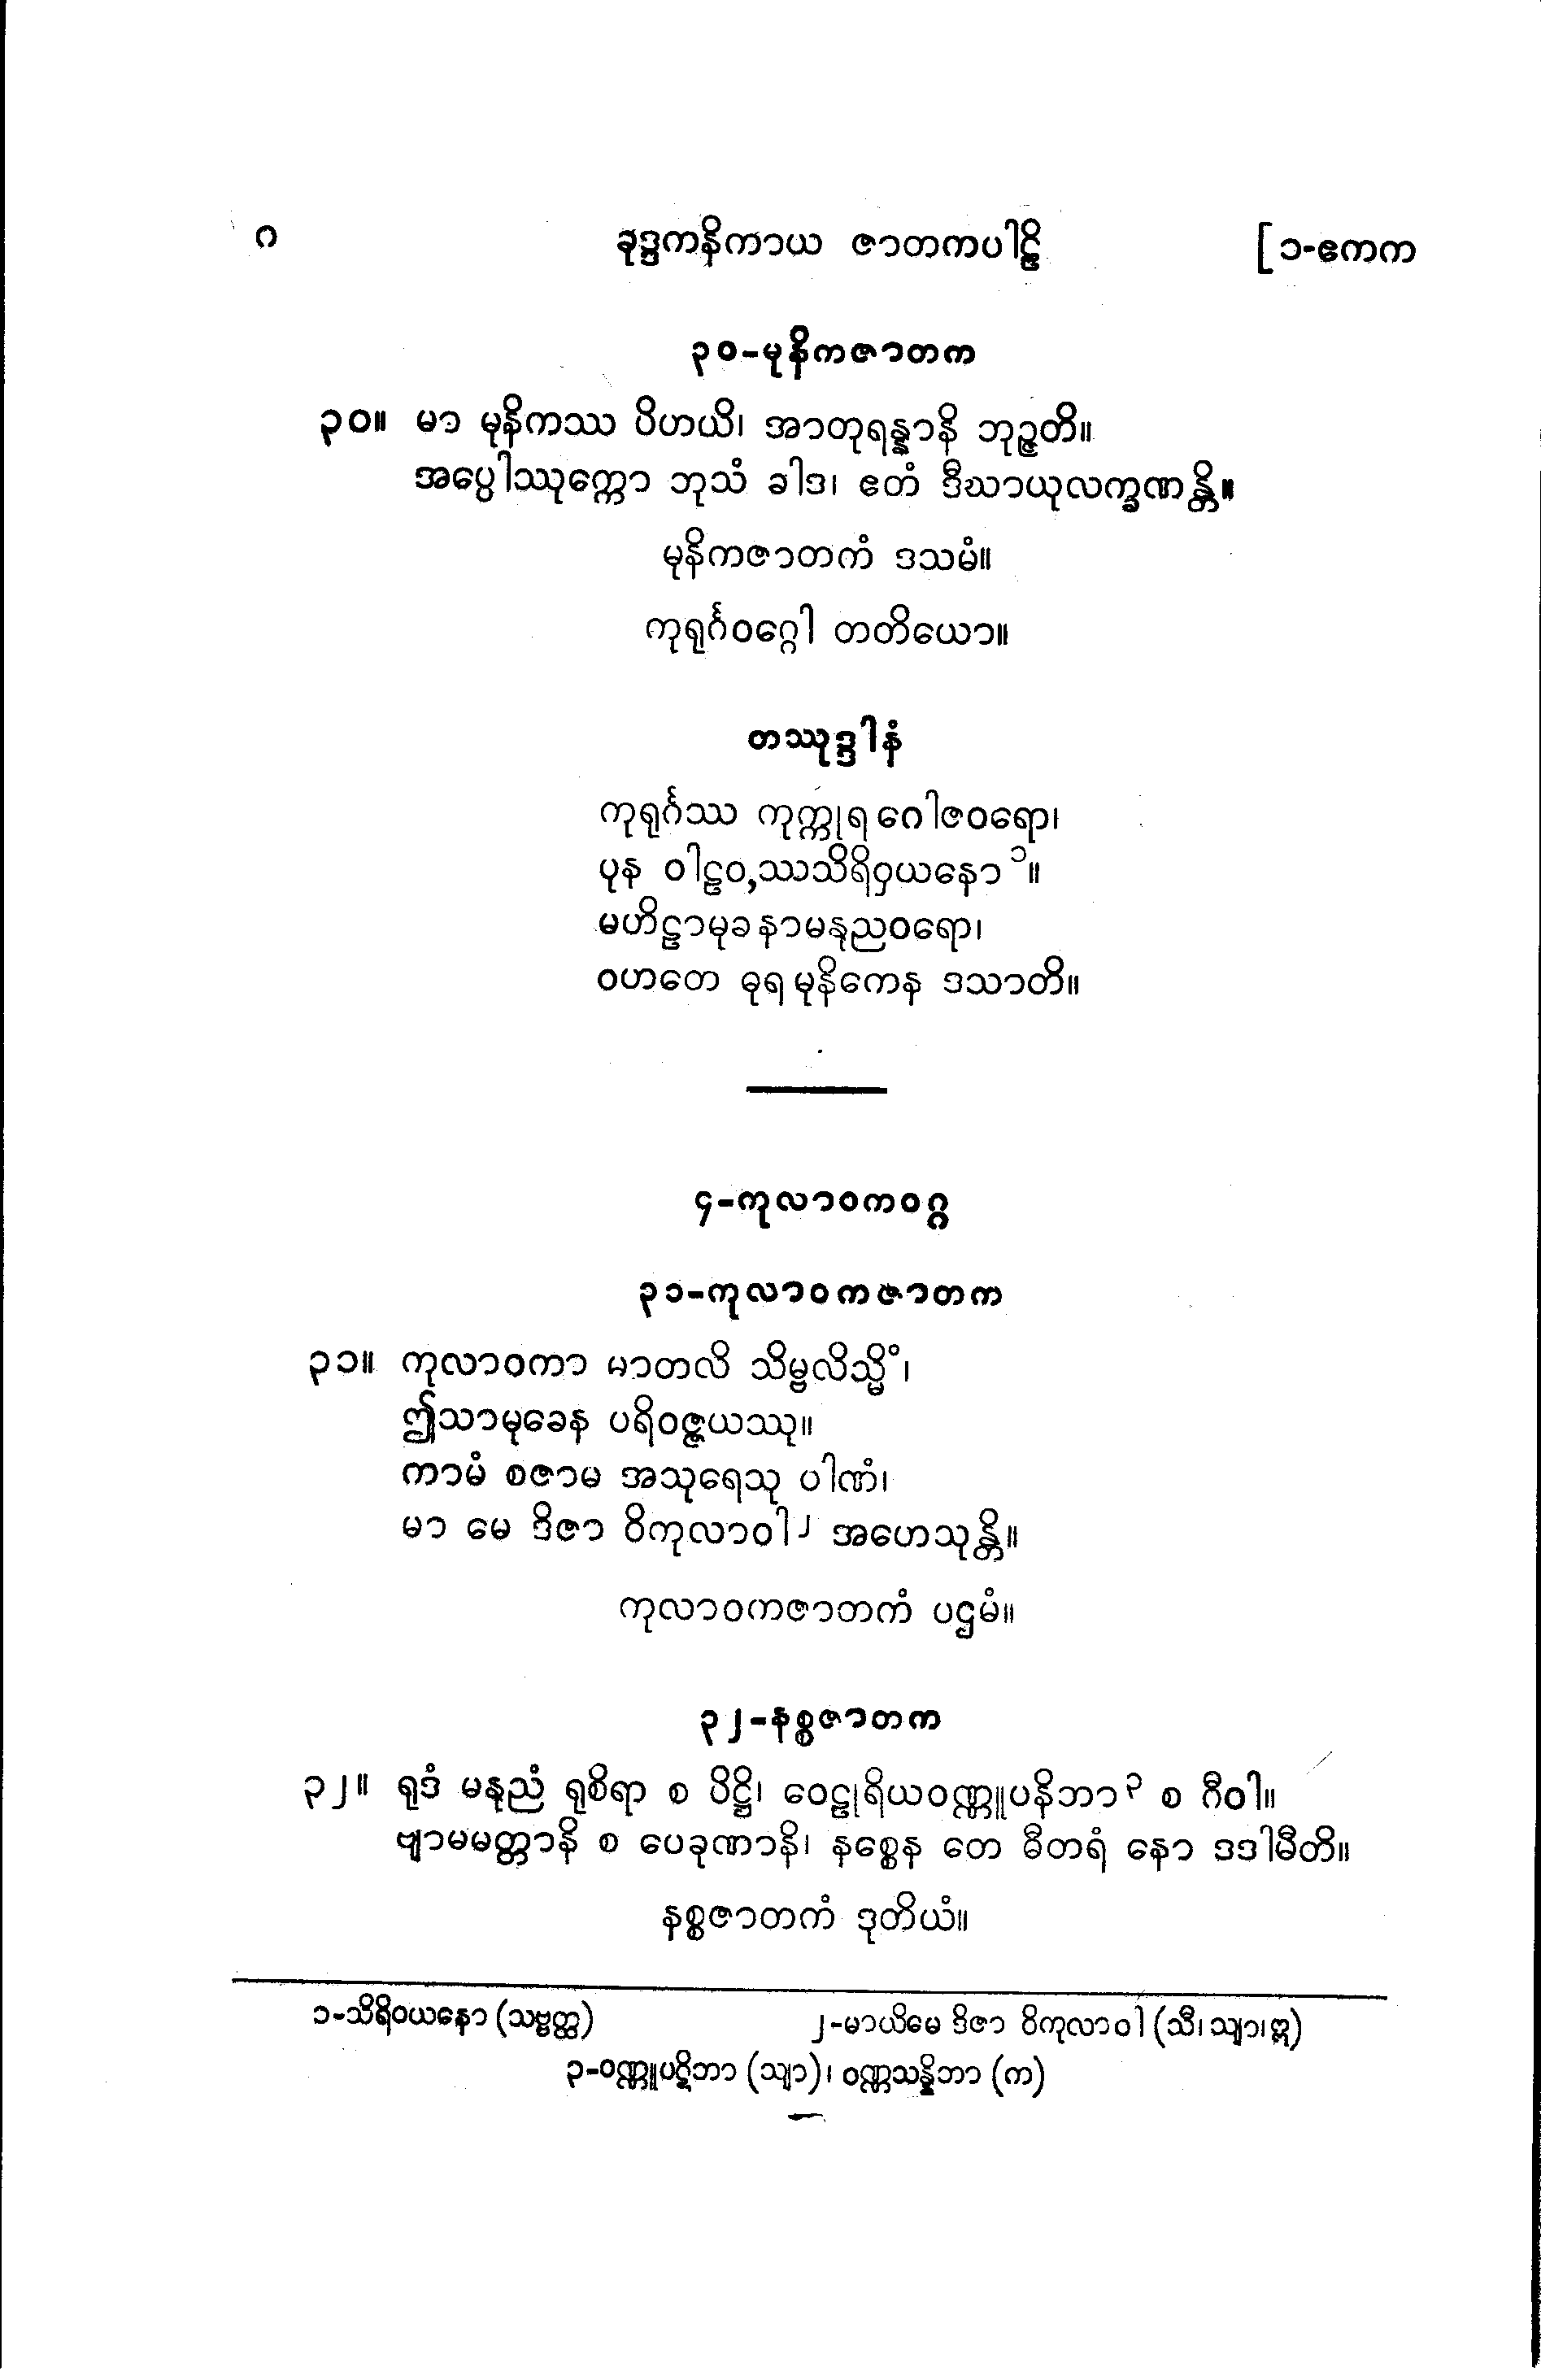 ၈ ခုဒ္ဒကနိကာယ ဇာတကပါဠိ [၁-ဧကက
၃၀-မုနိကဇာတက
၃၀။ မာ မုနိကဿ ပိဟယိ၊ အာတုရန္နာနိ ဘုဉ္ဇတိ။
အပ္ပေါဿုက္ကော ဘုသံ ခါဒ၊ ဧတံ ဒီဃာယုလက္ခဏန္တိ။
မုနိကဇာတကံ ဒသမံ။
ကုရုင်္ဂဝဂ္ဂေါ တတိယော။
တဿုဒ္ဒါနံ
ကုရုင်္ဂဿ ကုက္ကုရ ဂေါဇဝရော၊
ပုန ဝါဠဝ,ဿသိရိဝှယနော ၁။
မဟိဠာမုခ နာမနုညဝရော၊
ဝဟတေ ဓုရ မုနိကေန ဒသာတိ။
၄-ကုလာဝကဝဂ္ဂ
၃၁-ကုလာဝကဇာတက
၃၁။ ကုလာဝကာ မာတလိ သိမ္ဗလိသ္မိံ၊
ဤသာမုခေန ပရိဝဇ္ဇယဿု။
ကာမံ စဇာမ အသုရေသု ပါဏံ၊
မာ မေ ဒိဇာ ဝိကုလာဝါ ၂ အဟေသုန္တိ။
ကုလာဝကဇာတကံ ပဌမံ။
၃၂-နစ္စဇာတက
၃၂။ ရုဒံ မနုညံ ရုစိရာ စ ပိဋ္ဌိ၊ ဝေဠုရိယဝဏ္ဏူပနိဘာ ၃ စ ဂီဝါ။
ဗျာမမတ္တာနိ စ ပေခုဏာနိ၊ နစ္စေန တေ ဓီတရံ နော ဒဒါမီတိ။
နစ္စဇာတကံ ဒုတိယံ။
၁-သိရိဝယနော (သဗ္ဗတ္ထ) ၂-မာယိမေ ဒိဇာ ဝိကုလာဝါ (သီ၊ သျာ၊ ဣ)
၃-ဝဏ္ဏူပဋိဘာ (သျာ)၊ ဝဏ္ဏသန္နိဘာ (က)